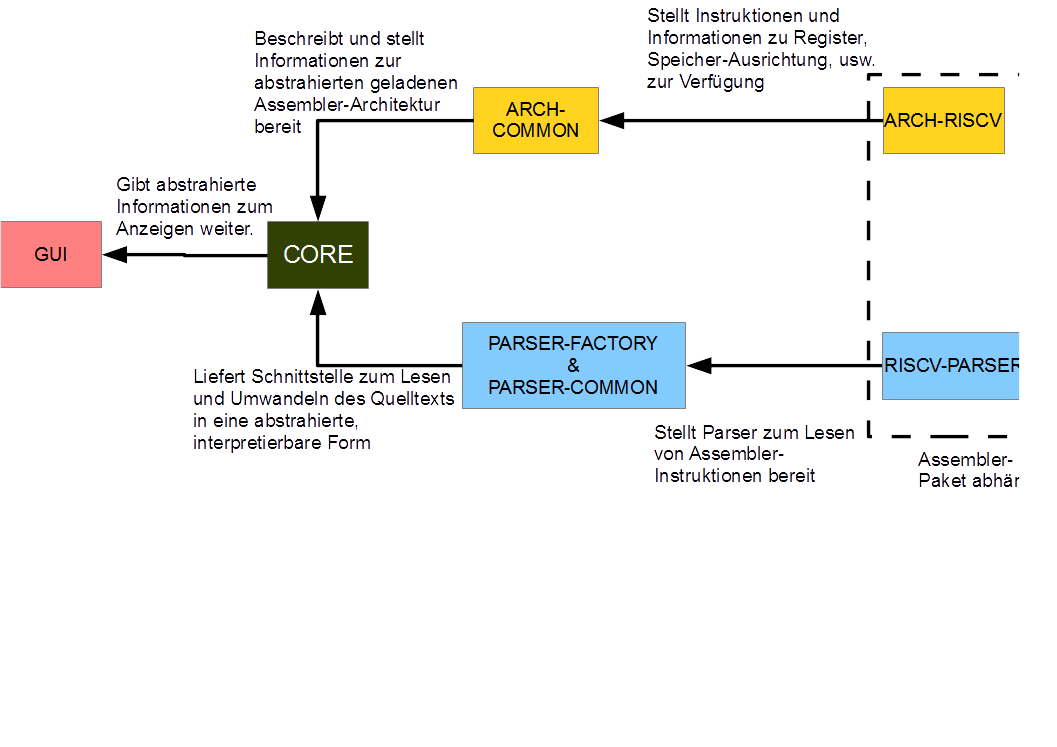 Stellt Instruktionen und
Informationen zu Register,
Speicher-Ausrichtung, usw.
zur Verfügung
Beschreibt und stellt
Informationen zur
abstrahierten geladenen
Assembler-Architektur
bereit
ARCH-
COMMON
ARCH-RISCV
Gibt abstrahierte
Informationen zum
Anzeigen weiter.
GUI
CORE
PARSER-FACTORY
&
PARSER-COMMON
RISCV-PARSER
Liefert Schnittstelle zum Lesen
und Umwandeln des Quelltexts
in eine abstrahierte,
interpretierbare Form
Stellt Parser zum Lesen
von Assembler-
Instruktionen bereit
Assembler-
Paket abhän